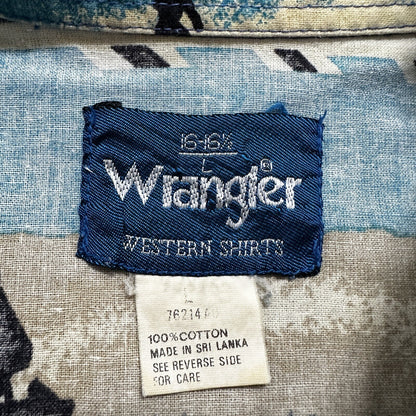 16-16½
L
Wrangler®
WESTERN SHIRTS
L
76214
100% COTTON
MADE IN SRI LANKA
SEE REVERSE SIDE
FOR CARE